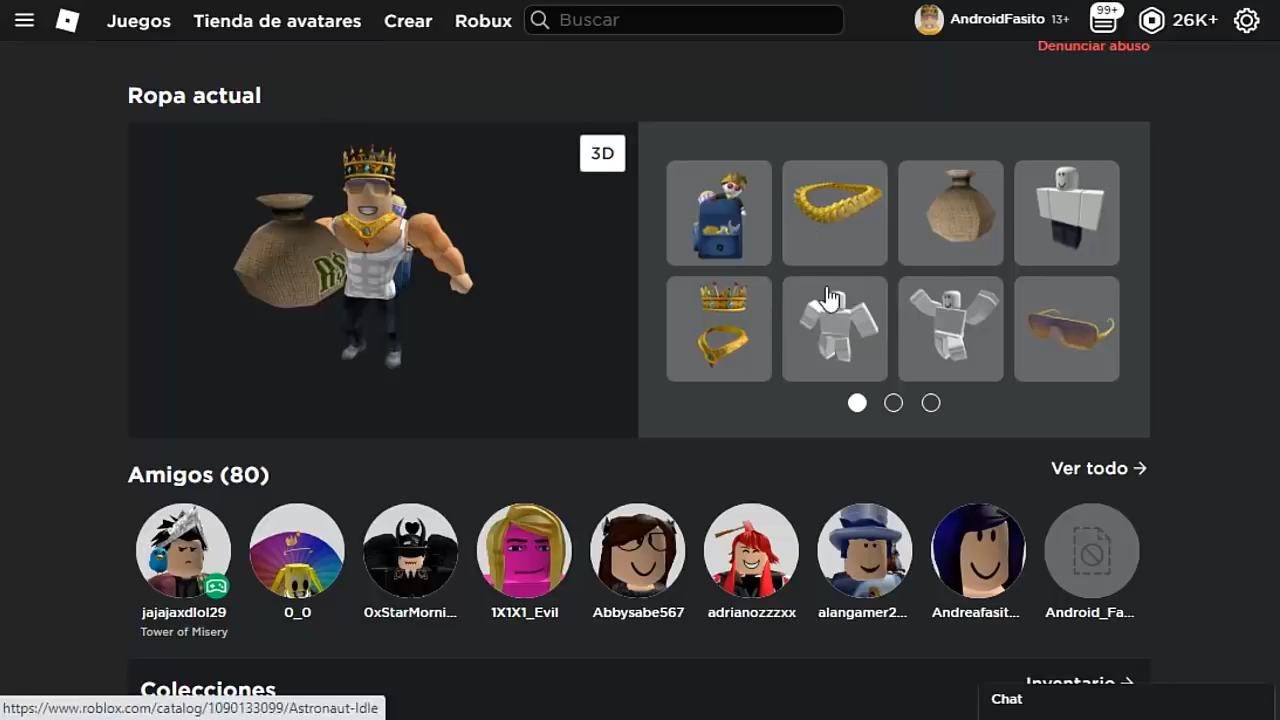 Juegos Tienda de avatares Crear Robux Buscar AndroidFasito 13+ 99+ 26K+
Denunciar abuso
Ropa actual
3D
R$
Amigos (80) Ver todo →
jajajaxdlol29 0_0 0xStarMorni... 1X1X1_Evil Abbysabe567 adrianozzzxx alangamer2... Andreafasit... Android_Fa...
Tower of Misery
Colecciones Inventario →
Chat
https://www.roblox.com/catalog/1090133099/Astronaut-Idle